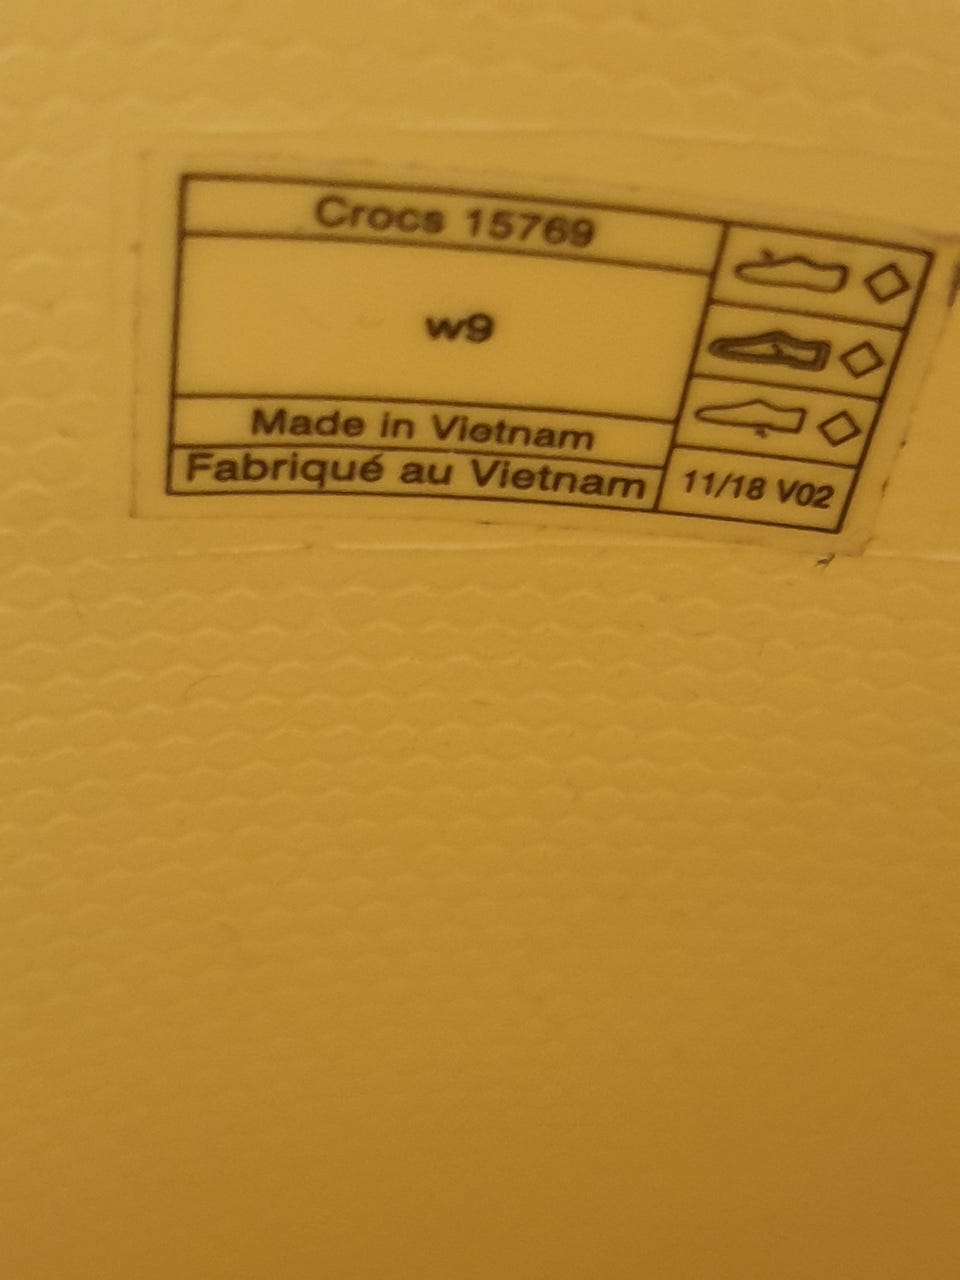 Crocs 15769
w9
Made in Vietnam
Fabriqué au Vietnam
11/18 V02